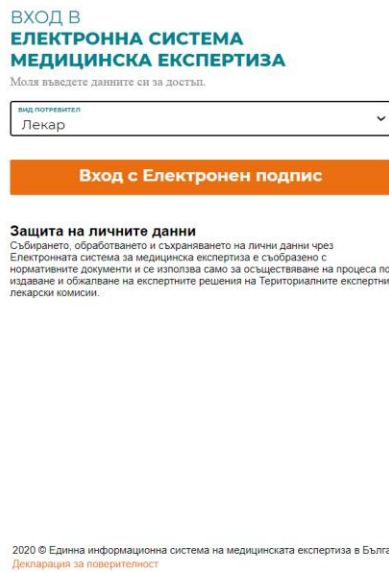 ВХОД В
ЕЛЕКТРОННА СИСТЕМА
МЕДИЦИНСКА ЕКСПЕРТИЗА
Моля въведете данните си за достъп.
ВИД ПОТРЕБИТЕЛ
Лекар
Вход с Електронен подпис
Защита на личните данни
Събирането, обработването и съхраняването на лични данни чрез
Електронната система за медицинска експертиза е съобразено с
нормативните документи и се използва само за осъществяване на процеса по
издаване и обжалване на експертните решения на Териториалните експертни
лекарски комисии.
2020 © Единна информационна система на медицинската експертиза в Бълга
Декларация за поверителност